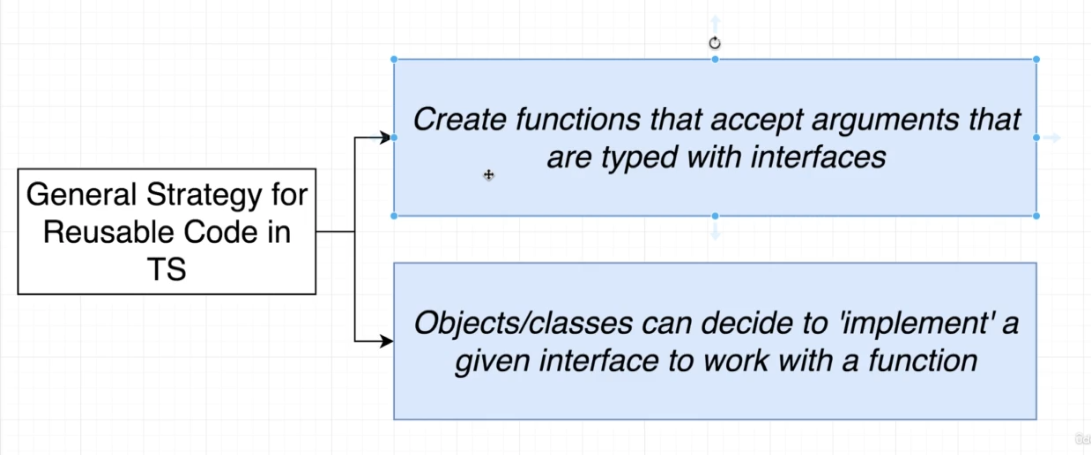 General Strategy for
Reusable Code in
TS
Create functions that accept arguments that
are typed with interfaces
Objects/classes can decide to 'implement' a
given interface to work with a function